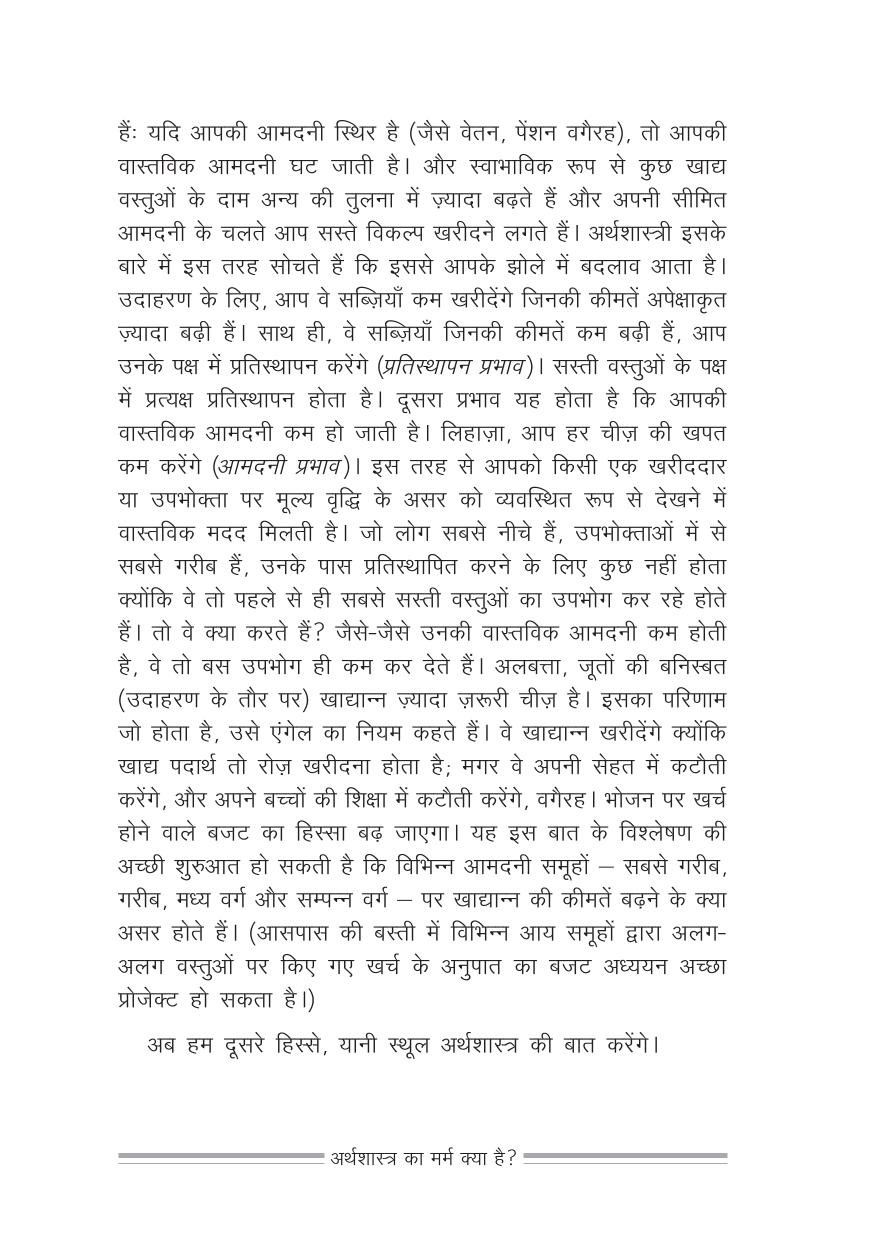 हैंः यदि आपकी आमदनी स्थिर है (जैसे वेतन, पेंशन वगैरह), तो आपकी
वास्तविक आमदनी घट जाती है। और स्वाभाविक रूप से कुछ खाद्य
वस्तुओं के दाम अन्य की तुलना में ज़्यादा बढ़ते हैं और अपनी सीमित
आमदनी के चलते आप सस्ते विकल्प खरीदने लगते हैं। अर्थशास्त्री इसके
बारे में इस तरह सोचते हैं कि इससे आपके झोले में बदलाव आता है।
उदाहरण के लिए, आप वे सब्ज़ियाँ कम खरीदेंगे जिनकी कीमतें अपेक्षाकृत
ज़्यादा बढ़ी हैं। साथ ही, वे सब्ज़ियाँ जिनकी कीमतें कम बढ़ी हैं, आप
उनके पक्ष में प्रतिस्थापन करेंगे (प्रतिस्थापन प्रभाव)। सस्ती वस्तुओं के पक्ष
में प्रत्यक्ष प्रतिस्थापन होता है। दूसरा प्रभाव यह होता है कि आपकी
वास्तविक आमदनी कम हो जाती है। लिहाज़ा, आप हर चीज़ की खपत
कम करेंगे (आमदनी प्रभाव)। इस तरह से आपको किसी एक खरीददार
या उपभोक्ता पर मूल्य वृद्धि के असर को व्यवस्थित रूप से देखने में
वास्तविक मदद मिलती है। जो लोग सबसे नीचे हैं, उपभोक्ताओं में से
सबसे गरीब हैं, उनके पास प्रतिस्थापित करने के लिए कुछ नहीं होता
क्योंकि वे तो पहले से ही सबसे सस्ती वस्तुओं का उपभोग कर रहे होते
हैं। तो वे क्या करते हैं? जैसे-जैसे उनकी वास्तविक आमदनी कम होती
है, वे तो बस उपभोग ही कम कर देते हैं। अलबत्ता, जूतों की बनिस्बत
(उदाहरण के तौर पर) खाद्यान्न ज़्यादा ज़रूरी चीज़ है। इसका परिणाम
जो होता है, उसे एंगेल का नियम कहते हैं। वे खाद्यान्न खरीदेंगे क्योंकि
खाद्य पदार्थ तो रोज़ खरीदना होता है; मगर वे अपनी सेहत में कटौती
करेंगे, और अपने बच्चों की शिक्षा में कटौती करेंगे, वगैरह। भोजन पर खर्च
होने वाले बजट का हिस्सा बढ़ जाएगा। यह इस बात के विश्लेषण की
अच्छी शुरुआत हो सकती है कि विभिन्न आमदनी समूहों – सबसे गरीब,
गरीब, मध्य वर्ग और सम्पन्न वर्ग – पर खाद्यान्न की कीमतें बढ़ने के क्या
असर होते हैं। (आसपास की बस्ती में विभिन्न आय समूहों द्वारा अलग-
अलग वस्तुओं पर किए गए खर्च के अनुपात का बजट अध्ययन अच्छा
प्रोजेक्ट हो सकता है।)
अब हम दूसरे हिस्से, यानी स्थूल अर्थशास्त्र की बात करेंगे।
अर्थशास्त्र का मर्म क्या है?